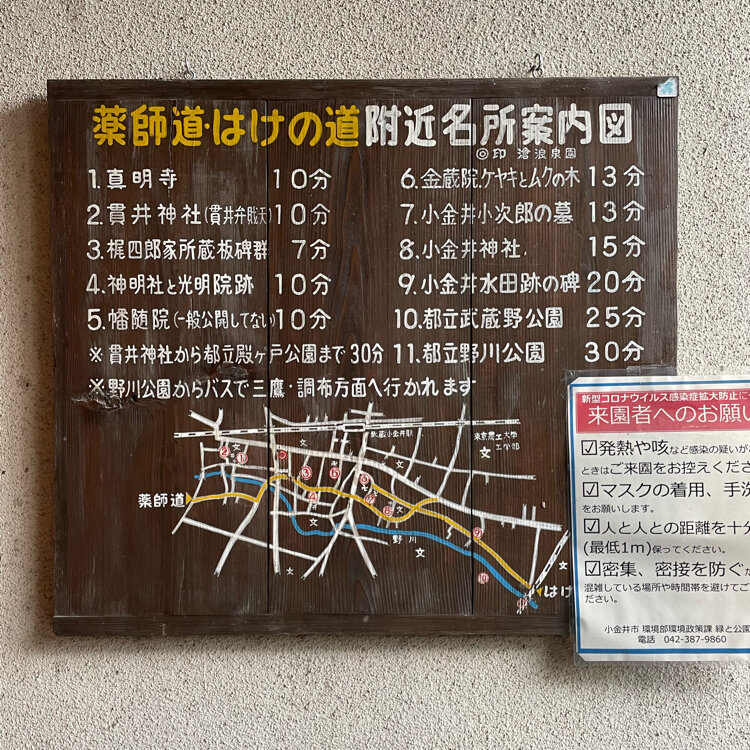 薬師道・はけの道附近名所案内図
◎印 滄浪泉園
1.真明寺 10分
2.貫井神社(貫井弁財天)10分
3.梶四郎家所蔵板碑群 7分
4.神明社と光明院跡 10分
5.幡随院(一般公開してない)10分
※貫井神社から都立殿ヶ戸公園まで30分
※野川公園からバスで三鷹・調布方面へ行かれます
6.金蔵院.ケヤキとムクの木 13分
7.小金井小次郎の墓 13分
8.小金井神社. 15分
9.小金井水田跡の碑 20分
10.都立武蔵野公園 25分
11.都立野川公園 30分
武蔵小金井駅
東京農工大学
工学部
文
薬師道
野川
はけ
新型コロナウイルス感染症拡大防止に
来園者へのお願い
☑発熱や咳など感染の疑いが
ときはご来園をお控えくださ
☑マスクの着用、手洗
をお願いします。
☑人と人との距離を十分
(最低1m)保ってください。
☑密集、密接を防ぐ
混雑している場所や時間帯を避けてご
ださい。
小金井市 環境部環境政策課 緑と公園
電話 042-387-9860